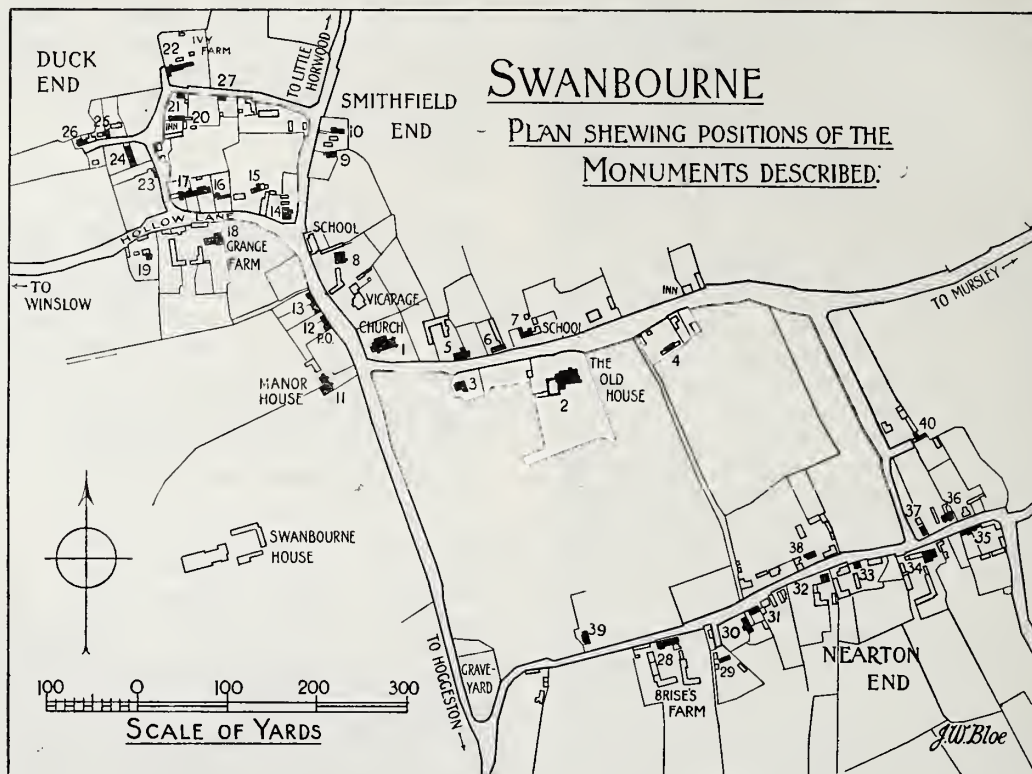 SWANBOURNE
PLAN SHEWING POSITIONS OF THE
MONUMENTS DESCRIBED:
DUCK
END
22
IVY
FARM
27
TO LITTLE
HORWOOD
SMITHFIELD
END
21
20
INN
26
25
24
23
10
9
17
16
15
14
HOLLOW LANE
18
GRANGE
FARM
19
TO
WINSLOW
SCHOOL
8
VICARAGE
13
12
P.O.
CHURCH
1
5
6
7
SCHOOL
INN
TO MURSLEY
MANOR
HOUSE
11
3
2
THE
OLD
HOUSE
4
40
SWANBOURNE
HOUSE
37
36
35
38
34
33
32
31
30
29
39
28
BRISE'S
FARM
NEARTON
END
TO HOGGESTON
GRAVE-
YARD
100 0 100 200 300
SCALE OF YARDS
J.W.Bloe